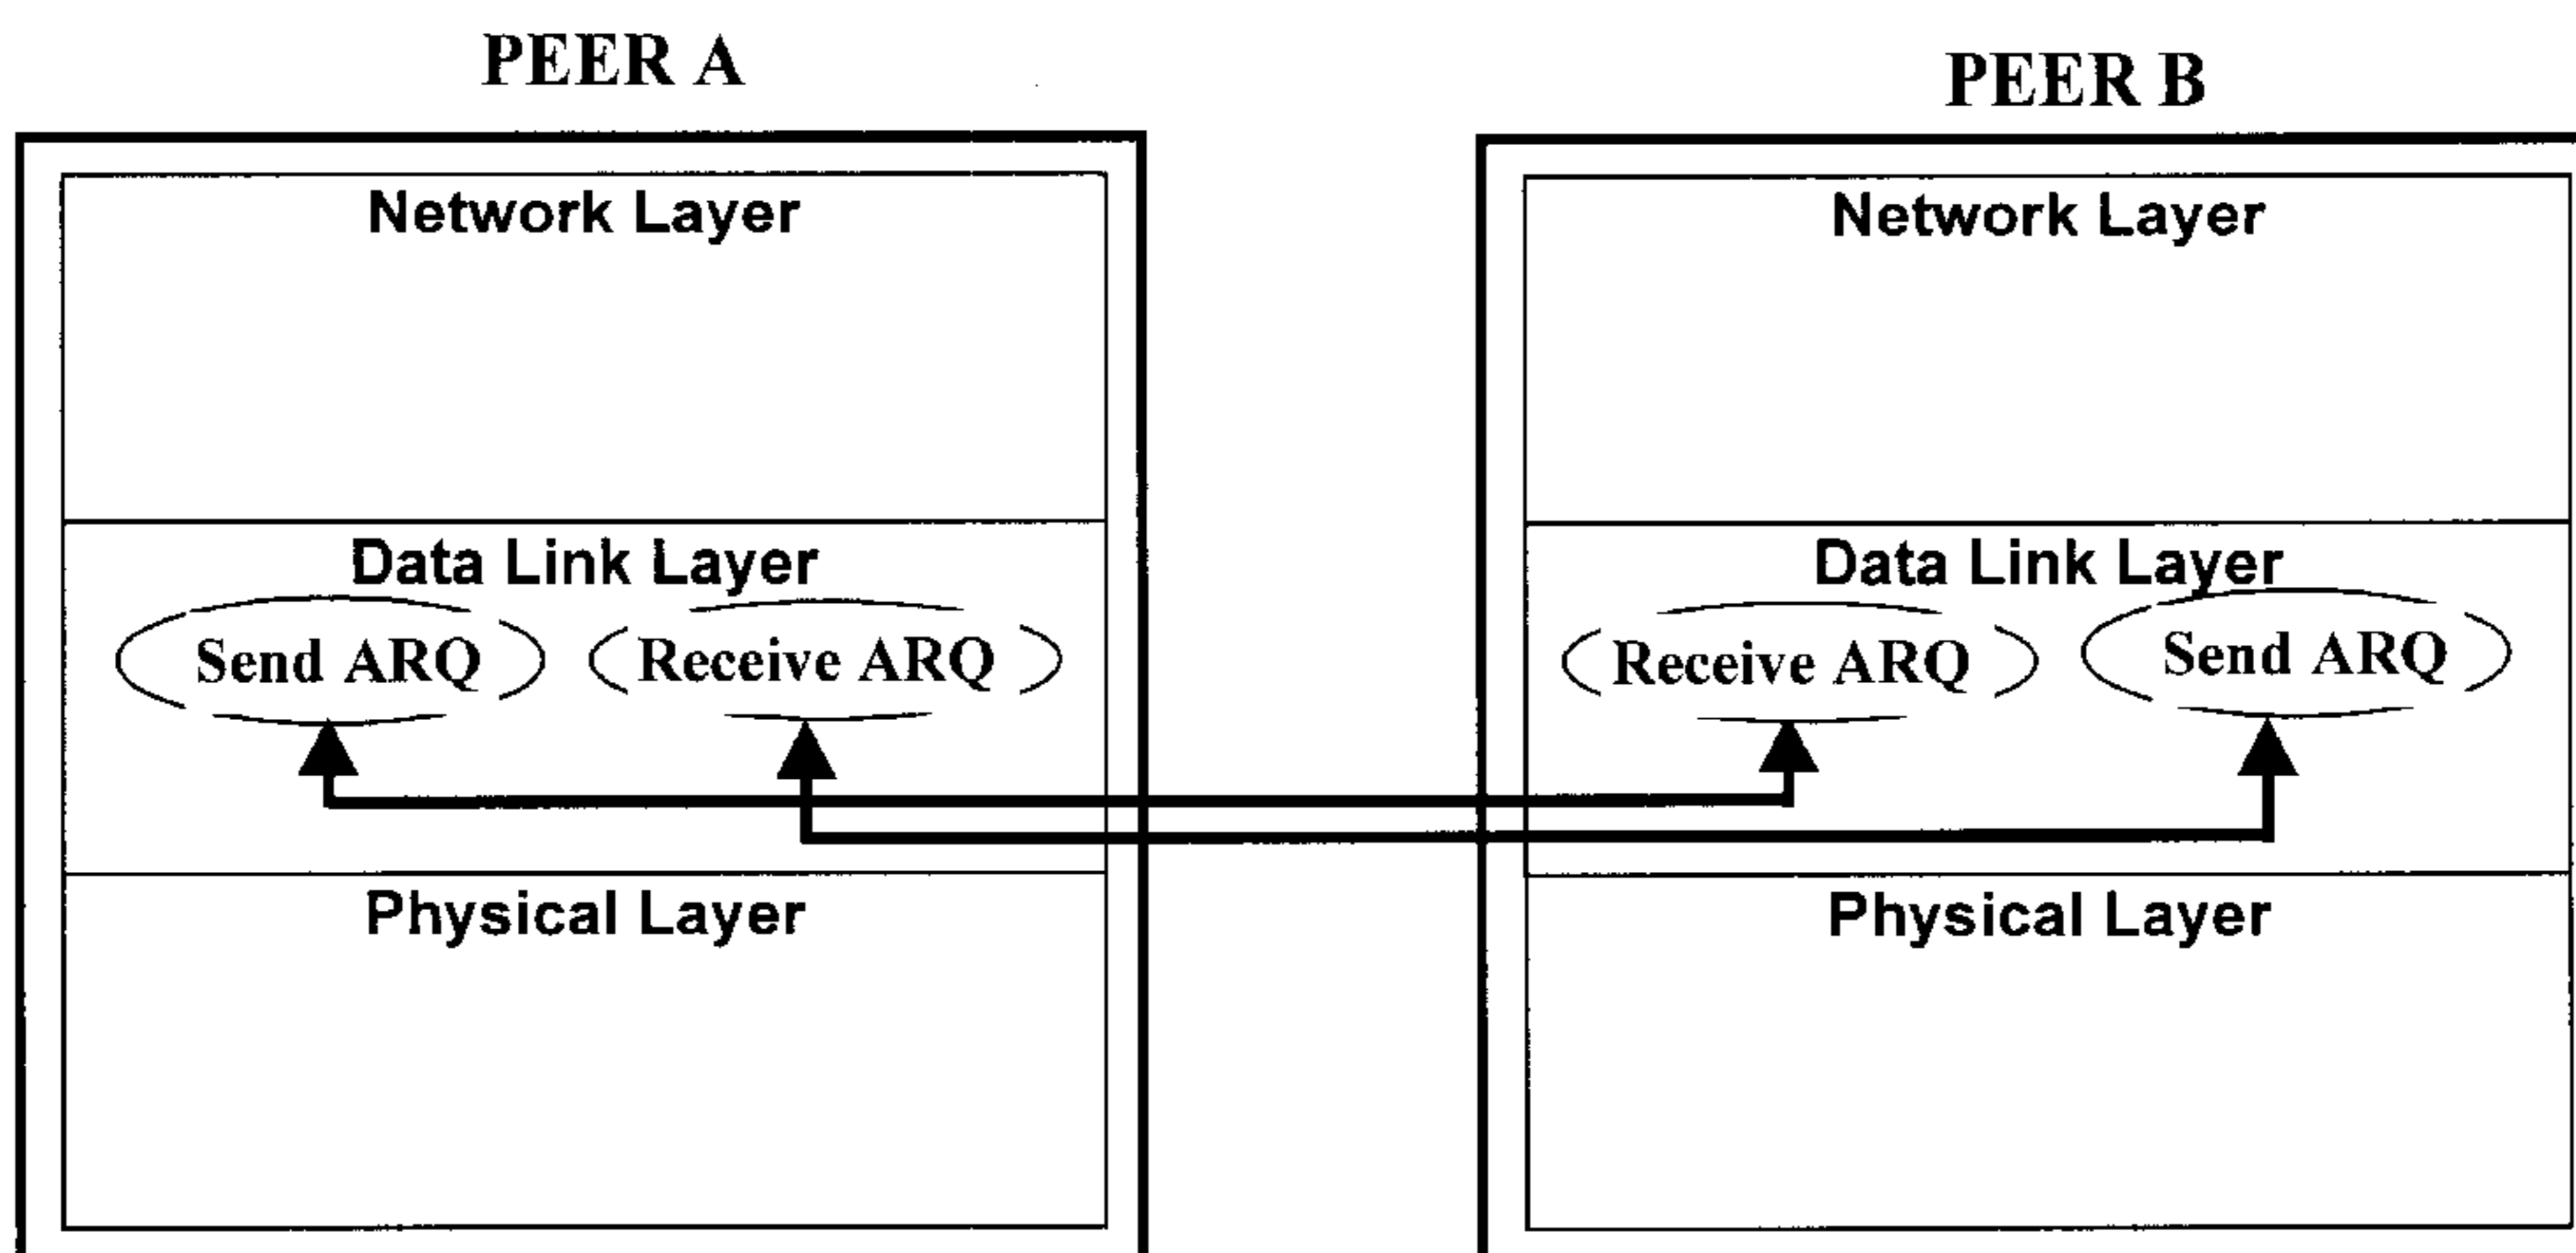 PEER A
PEER B
Network Layer
Network Layer
Data Link Layer
Data Link Layer
Send ARQ
Receive ARQ
Receive ARQ
Send ARQ
Physical Layer
Physical Layer